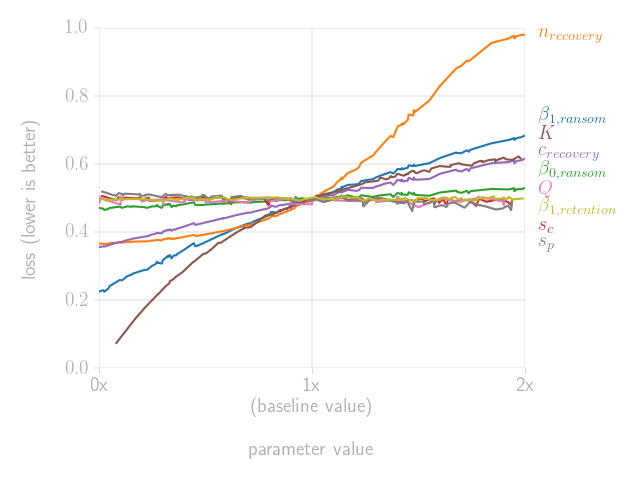 1.0
0.8
0.6
0.4
0.2
0.0
loss (lower is better)
0x
1x
2x
(baseline value)
parameter value
n_recovery
β_1,ransom
K
c_recovery
β_0,ransom
Q
β_1,retention
s_c
s_p